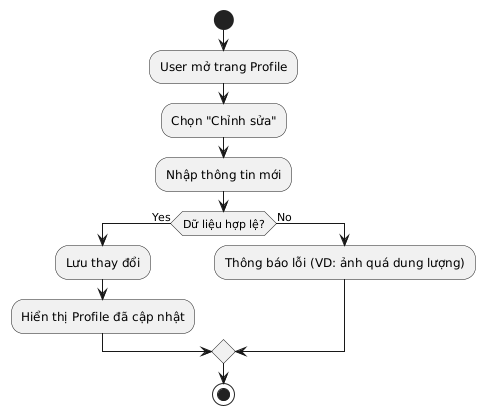 User mở trang Profile
Chọn "Chỉnh sửa"
Nhập thông tin mới
Dữ liệu hợp lệ?
Yes
No
Lưu thay đổi
Thông báo lỗi (VD: ảnh quá dung lượng)
Hiển thị Profile đã cập nhật